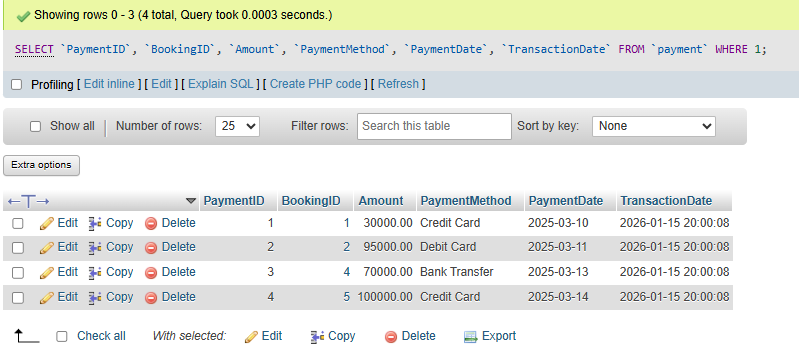 Showing rows 0 - 3 (4 total, Query took 0.0003 seconds.)
SELECT `PaymentID`, `BookingID`, `Amount`, `PaymentMethod`, `PaymentDate`, `TransactionDate` FROM `payment` WHERE 1;
Profiling [ Edit inline ] [ Edit ] [ Explain SQL ] [ Create PHP code ] [ Refresh ]
Show all Number of rows: 25 Filter rows: Search this table Sort by key: None
Extra options
PaymentID BookingID Amount PaymentMethod PaymentDate TransactionDate
Edit Copy Delete 1 1 30000.00 Credit Card 2025-03-10 2026-01-15 20:00:08
Edit Copy Delete 2 2 95000.00 Debit Card 2025-03-11 2026-01-15 20:00:08
Edit Copy Delete 3 4 70000.00 Bank Transfer 2025-03-13 2026-01-15 20:00:08
Edit Copy Delete 4 5 100000.00 Credit Card 2025-03-14 2026-01-15 20:00:08
Check all With selected: Edit Copy Delete Export